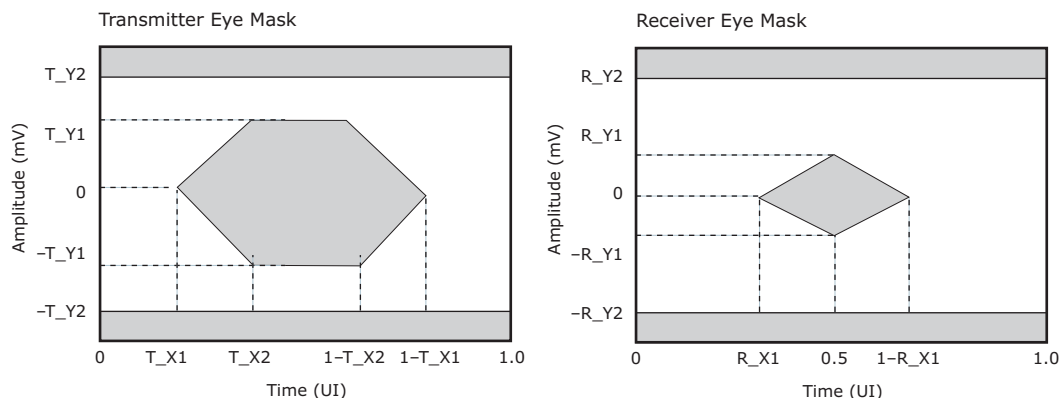 Transmitter Eye Mask
T_Y2
T_Y1
0
–T_Y1
–T_Y2
Amplitude (mV)
0
T_X1
T_X2
1–T_X2
1–T_X1
1.0
Time (UI)
Receiver Eye Mask
R_Y2
R_Y1
0
–R_Y1
–R_Y2
Amplitude (mV)
0
R_X1
0.5
1–R_X1
1.0
Time (UI)